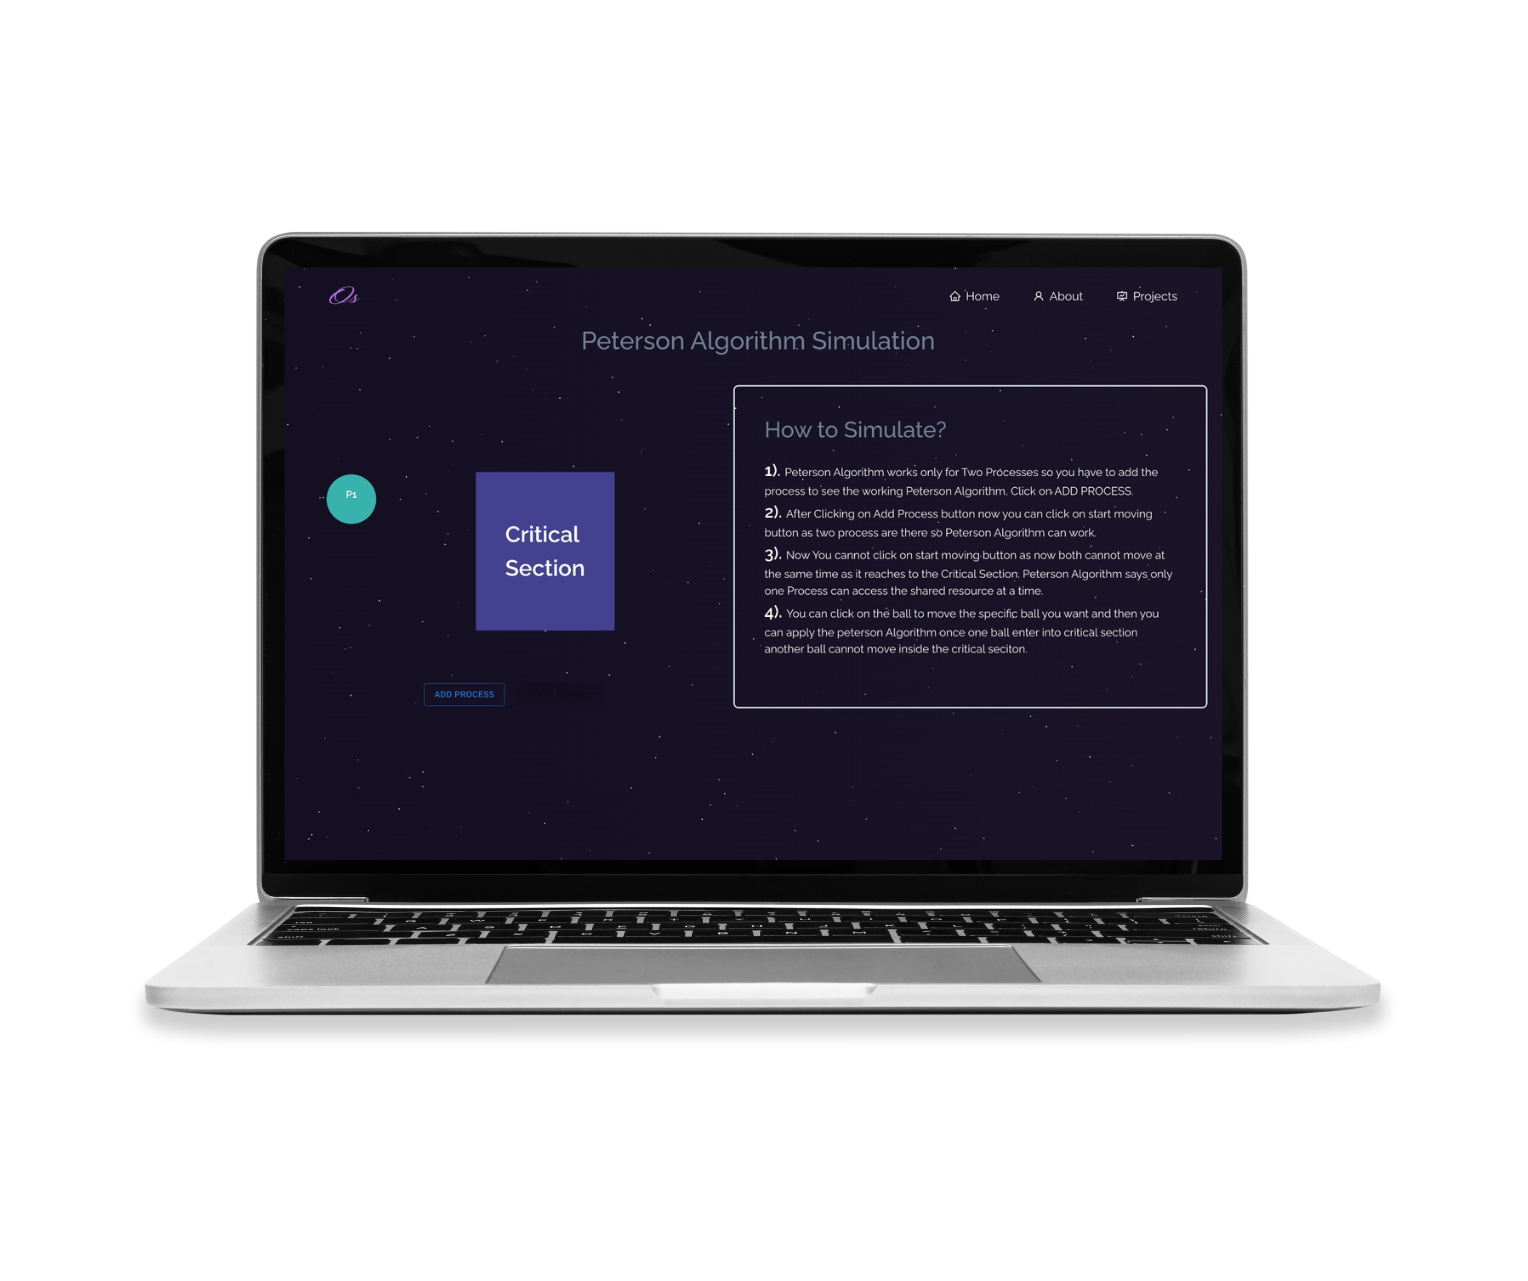 Os
Home
About
Projects
Peterson Algorithm Simulation
P1
Critical
Section
ADD PROCESS
How to Simulate?
1). Peterson Algorithm works only for Two Processes so you have to add the
process to see the working Peterson Algorithm. Click on ADD PROCESS.
2). After Clicking on Add Process button now you can click on start moving
button as two process are there so Peterson Algorithm can work.
3). Now You cannot click on start moving button as now both cannot move at
the same time as it reaches to the Critical Section. Peterson Algorithm says only
one Process can access the shared resource at a time.
4). You can click on the ball to move the specific ball you want and then you
can apply the peterson Algorithm once one ball enter into critical section
another ball cannot move inside the critical seciton.